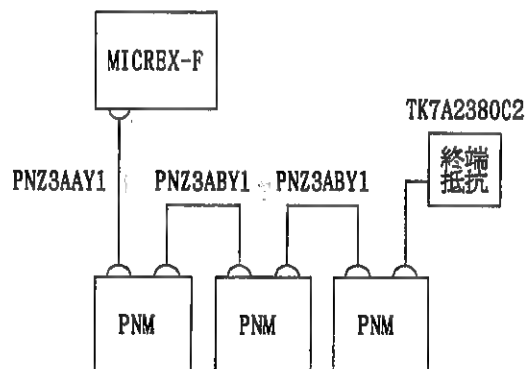 MICREX-F
TK7A2380C2
終端
抵抗
PNZ3AAY1
PNZ3ABY1
PNZ3ABY1
PNM
PNM
PNM